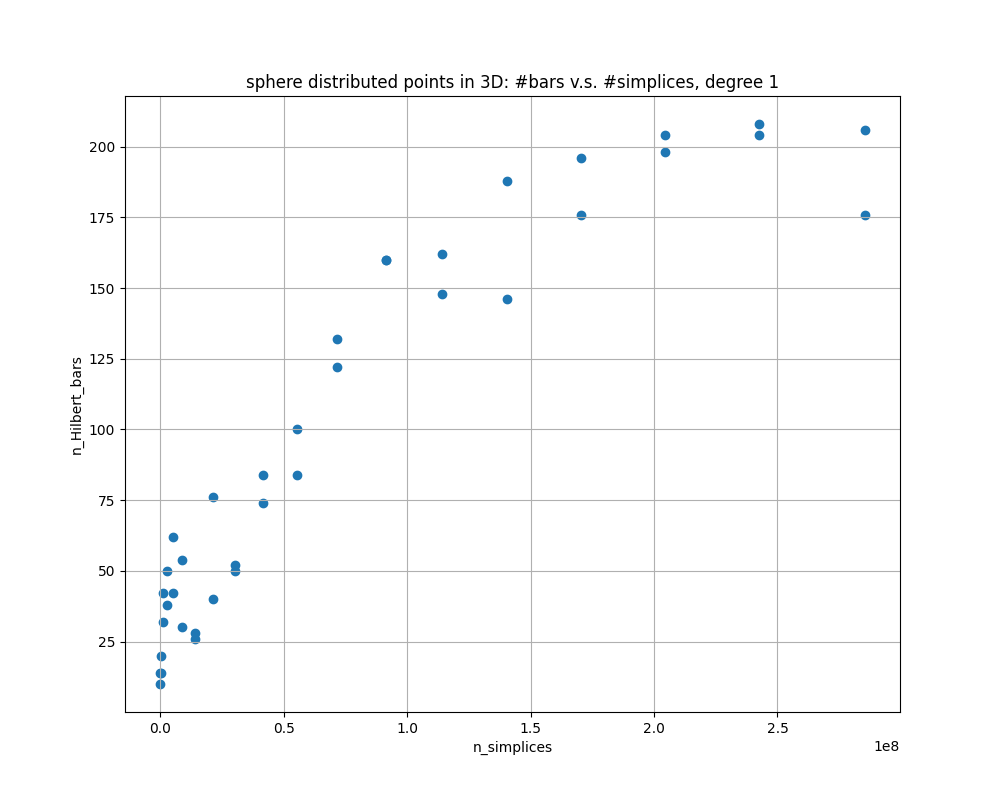 sphere distributed points in 3D: #bars v.s. #simplices, degree 1
n_Hilbert_bars
200
175
150
125
100
75
50
25
0.0 0.5 1.0 1.5 2.0 2.5
n_simplices
1e8